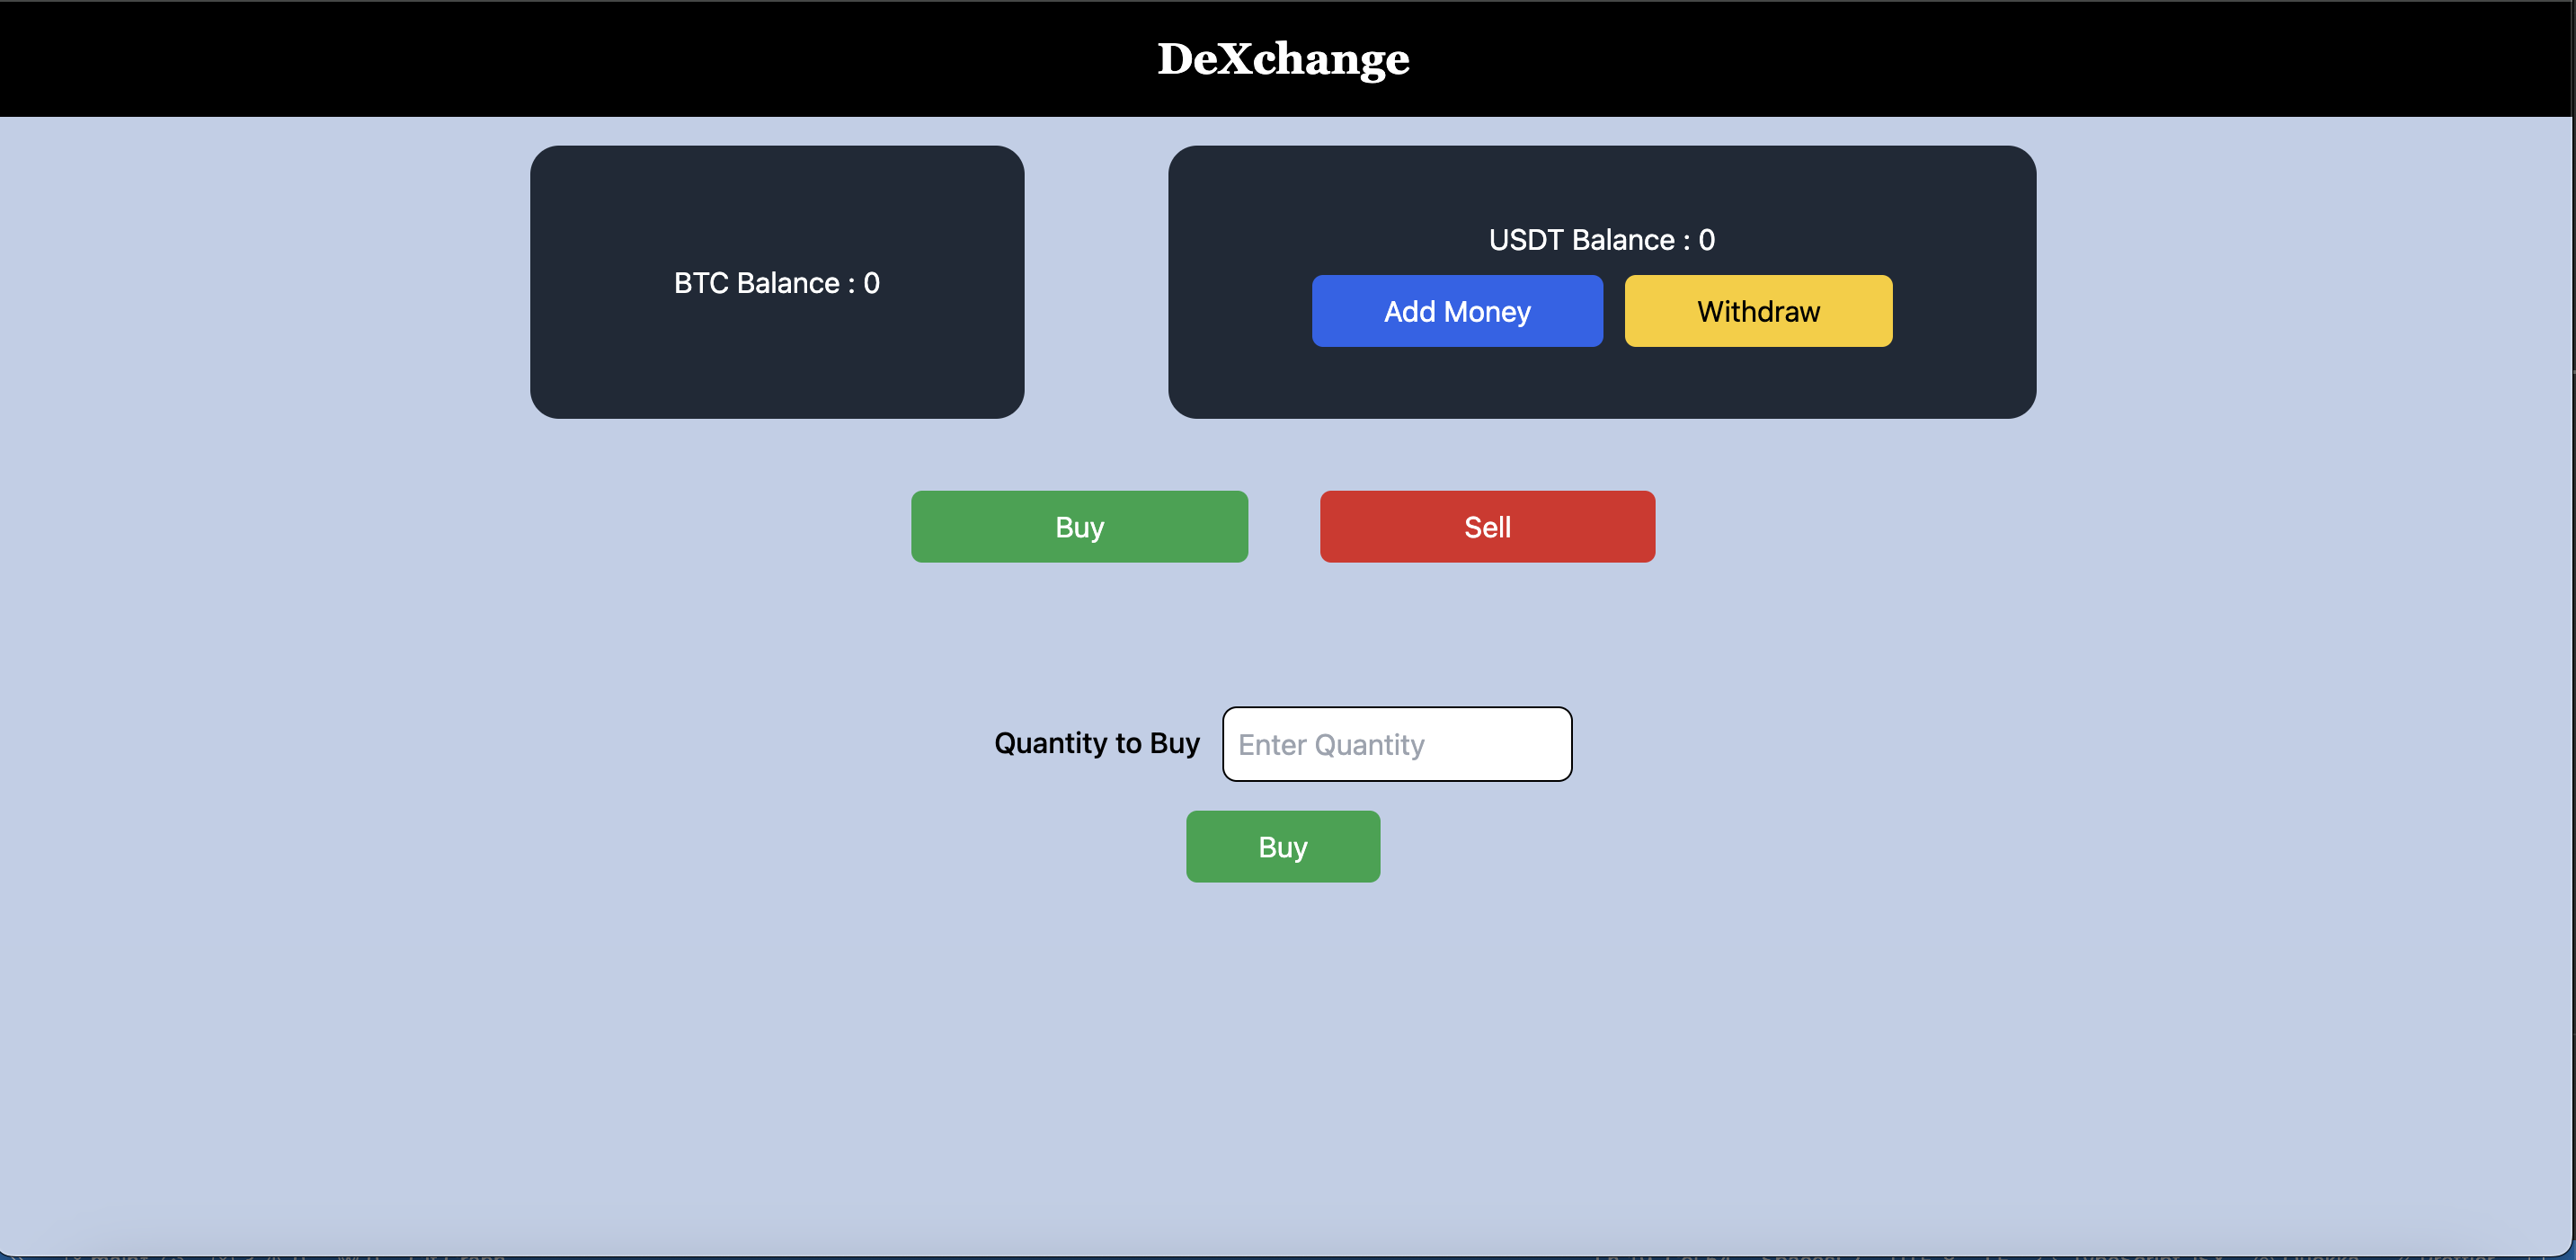 DeXchange
BTC Balance : 0
USDT Balance : 0
Add Money
Withdraw
Buy
Sell
Quantity to Buy
Enter Quantity
Buy